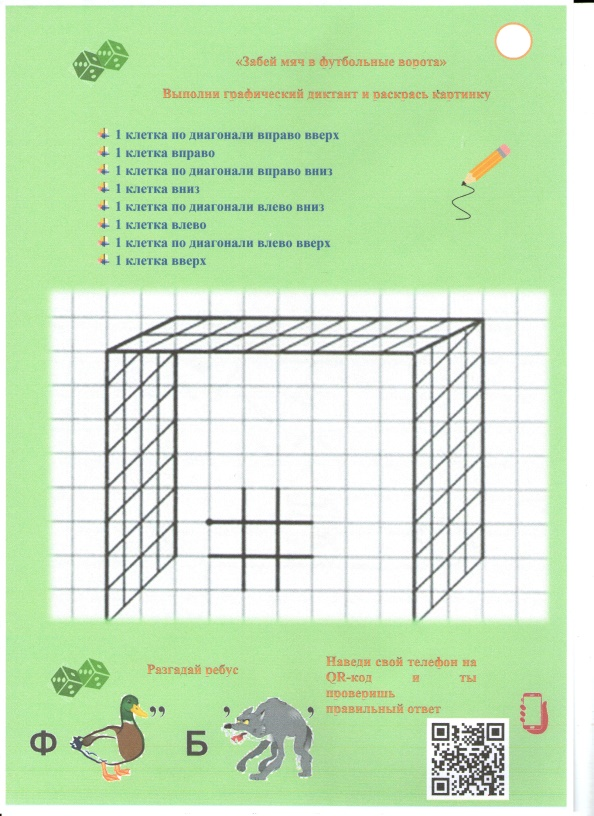 «Забей мяч в футбольные ворота»
Выполни графический диктант и раскрась картинку
1 клетка по диагонали вправо вверх
1 клетка вправо
1 клетка по диагонали вправо вниз
1 клетка вниз
1 клетка по диагонали влево вниз
1 клетка влево
1 клетка по диагонали влево вверх
1 клетка вверх
Разгадай ребус
Наведи свой телефон на
QR-код и ты
проверишь
правильный ответ
Ф ,, Б , ,